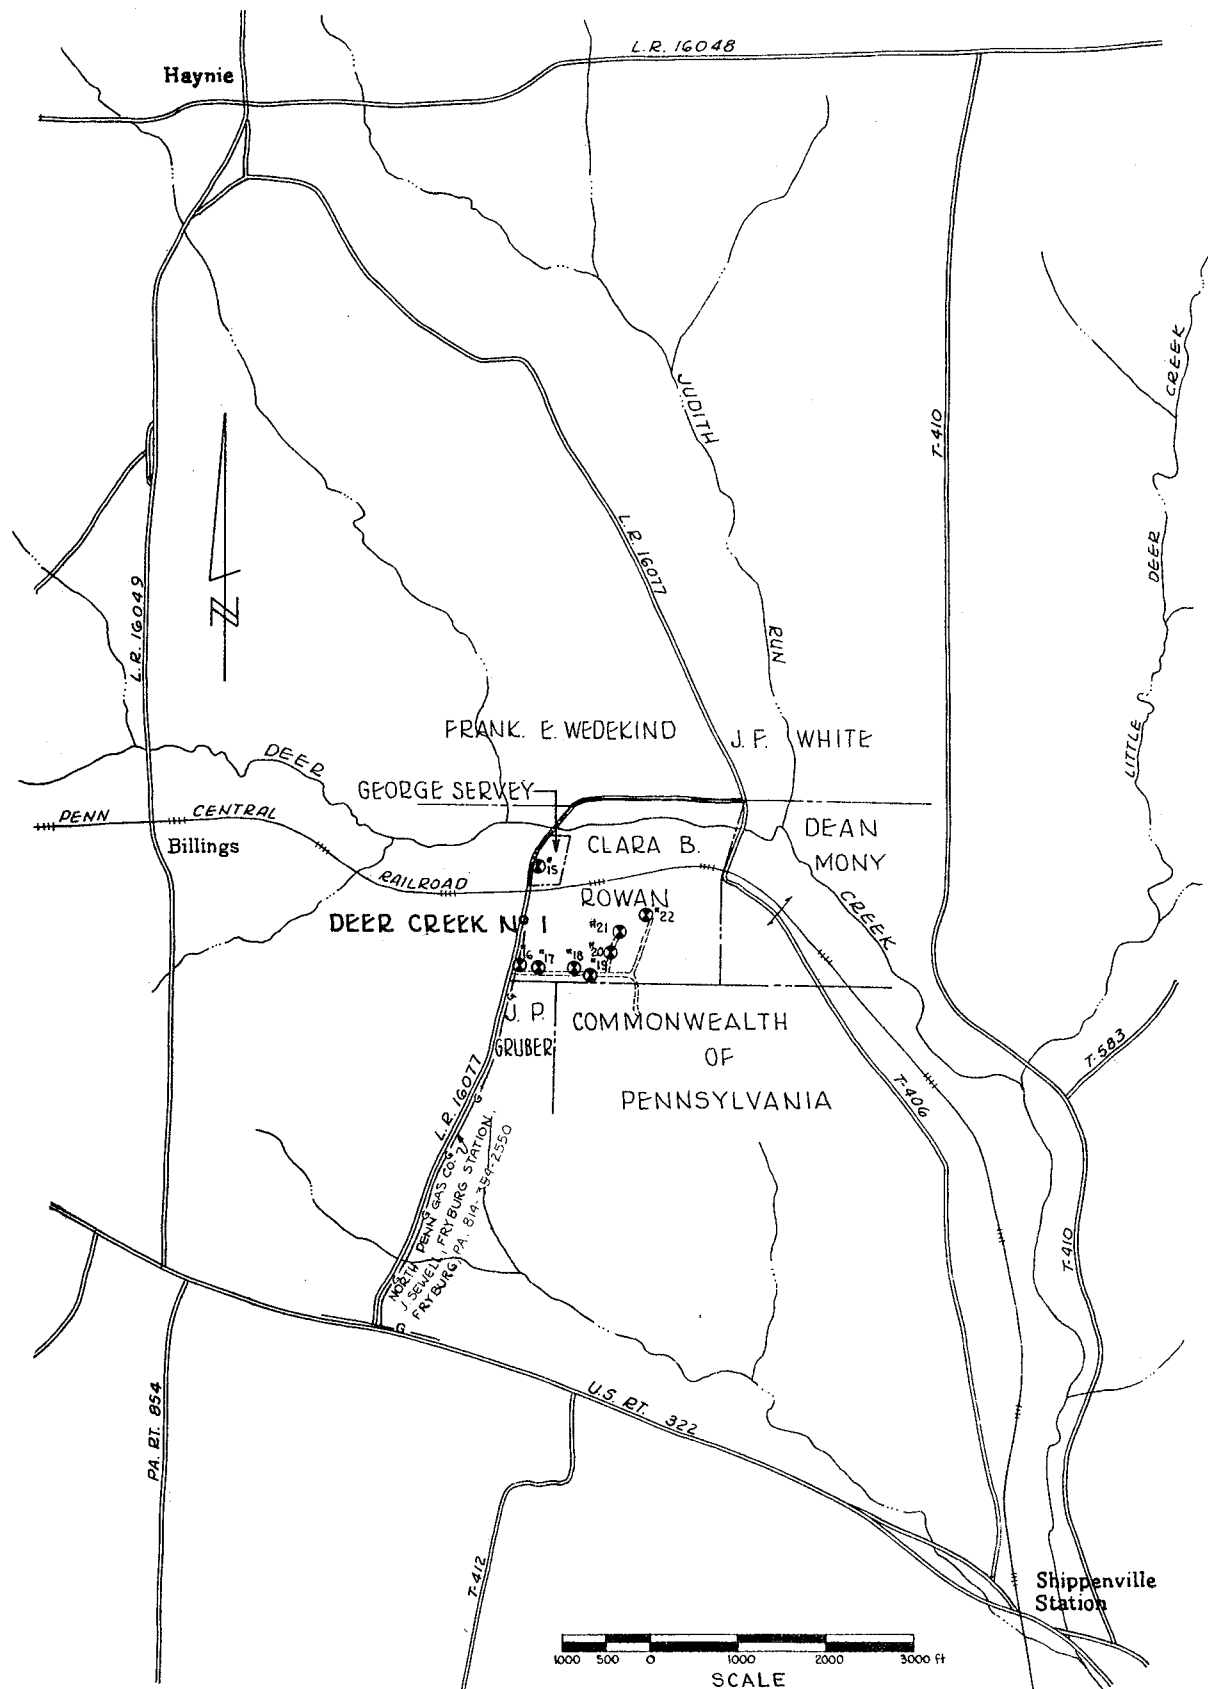 L.R. 16048
Haynie
CREEK
JUDITH
T-410
L.R. 16077
DEER
L.R. 16049
N
RUN
FRANK. E. WEDEKIND
J. F. WHITE
LITTLE
DEER
GEORGE SERVEY
PENN CENTRAL
CLARA B.
DEAN
MONY
Billings
#15
RAILROAD
ROWAN
CREEK
DEER CREEK Nº 1
#22
#21
#20
#16
#17
#18
#19
G
J. P.
GRUBER
COMMONWEALTH
OF
PENNSYLVANIA
T-583
L.R. 16077
G
T-406
NORTH PENN GAS CO.
J. SEWELL, FRYBURG STATION,
FRYBURG, PA. 814-354-2550
G
G
G
T-410
G
U.S. RT. 322
PA. RT. 854
T-412
Shippenville
Station
1000 500 0 1000 2000 3000 ft
SCALE